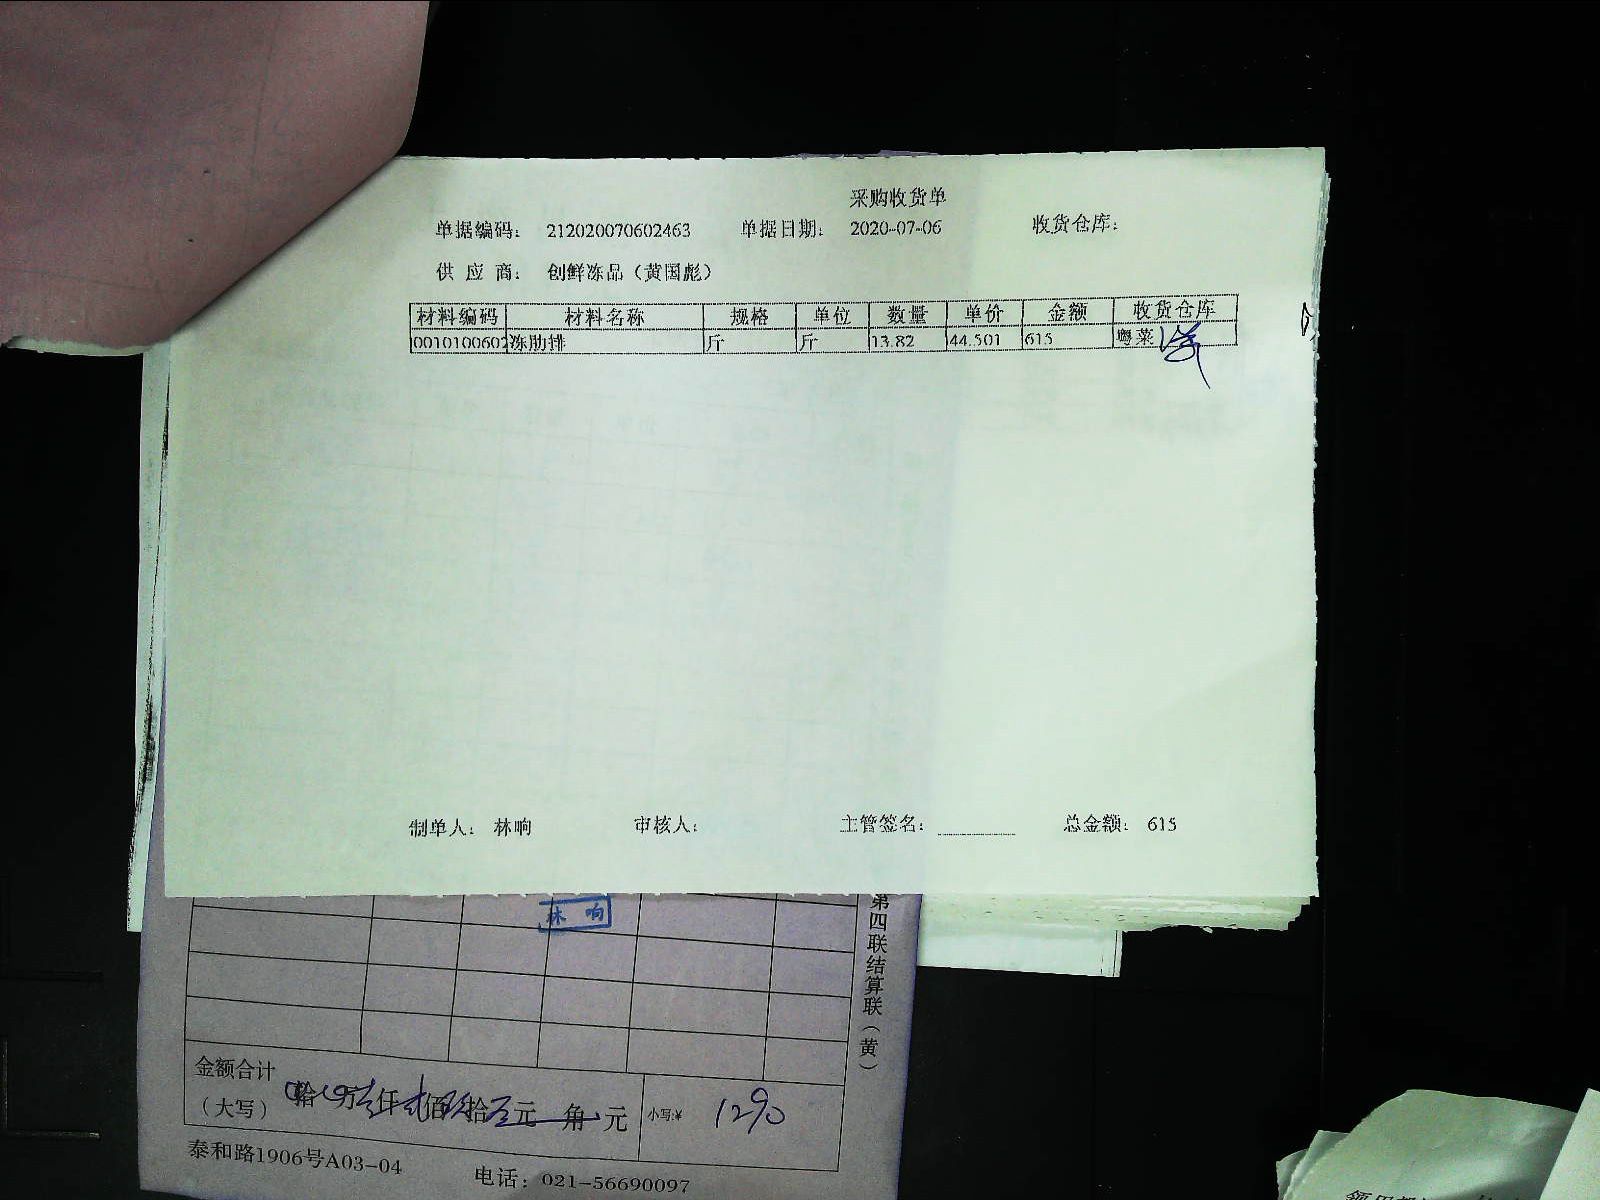 采购收货单
单据编码： 212020070602463 单据日期： 2020-07-06 收货仓库：
供 应 商： 创鲜冻品（黄国彪）
材料编码 材料名称 规格 单位 数量 单价 金额 收货仓库
0010100602 冻肋排 斤 斤 13.82 44.501 615 粤菜
制单人： 林响 审核人： 主管签名： 总金额： 615
林 响
第四联结算联（黄）
金额合计
（大写） 拾 万 仟 佰 拾 元 角 元 小写:¥ 1290
泰和路1906号A03-04 电话：021-56690097